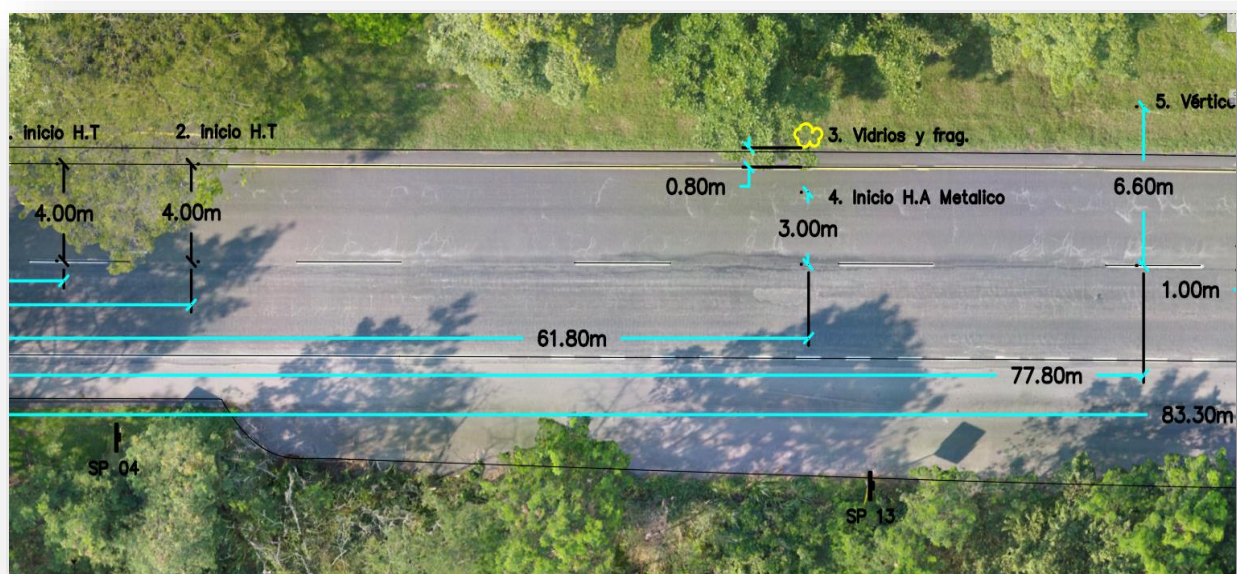 . inicio H.T
2. inicio H.T
3. Vidrios y frag.
5. Vértice
4.00m
4.00m
0.80m
4. Inicio H.A Metalico
3.00m
6.60m
1.00m
61.80m
77.80m
83.30m
SP 04
SP 13